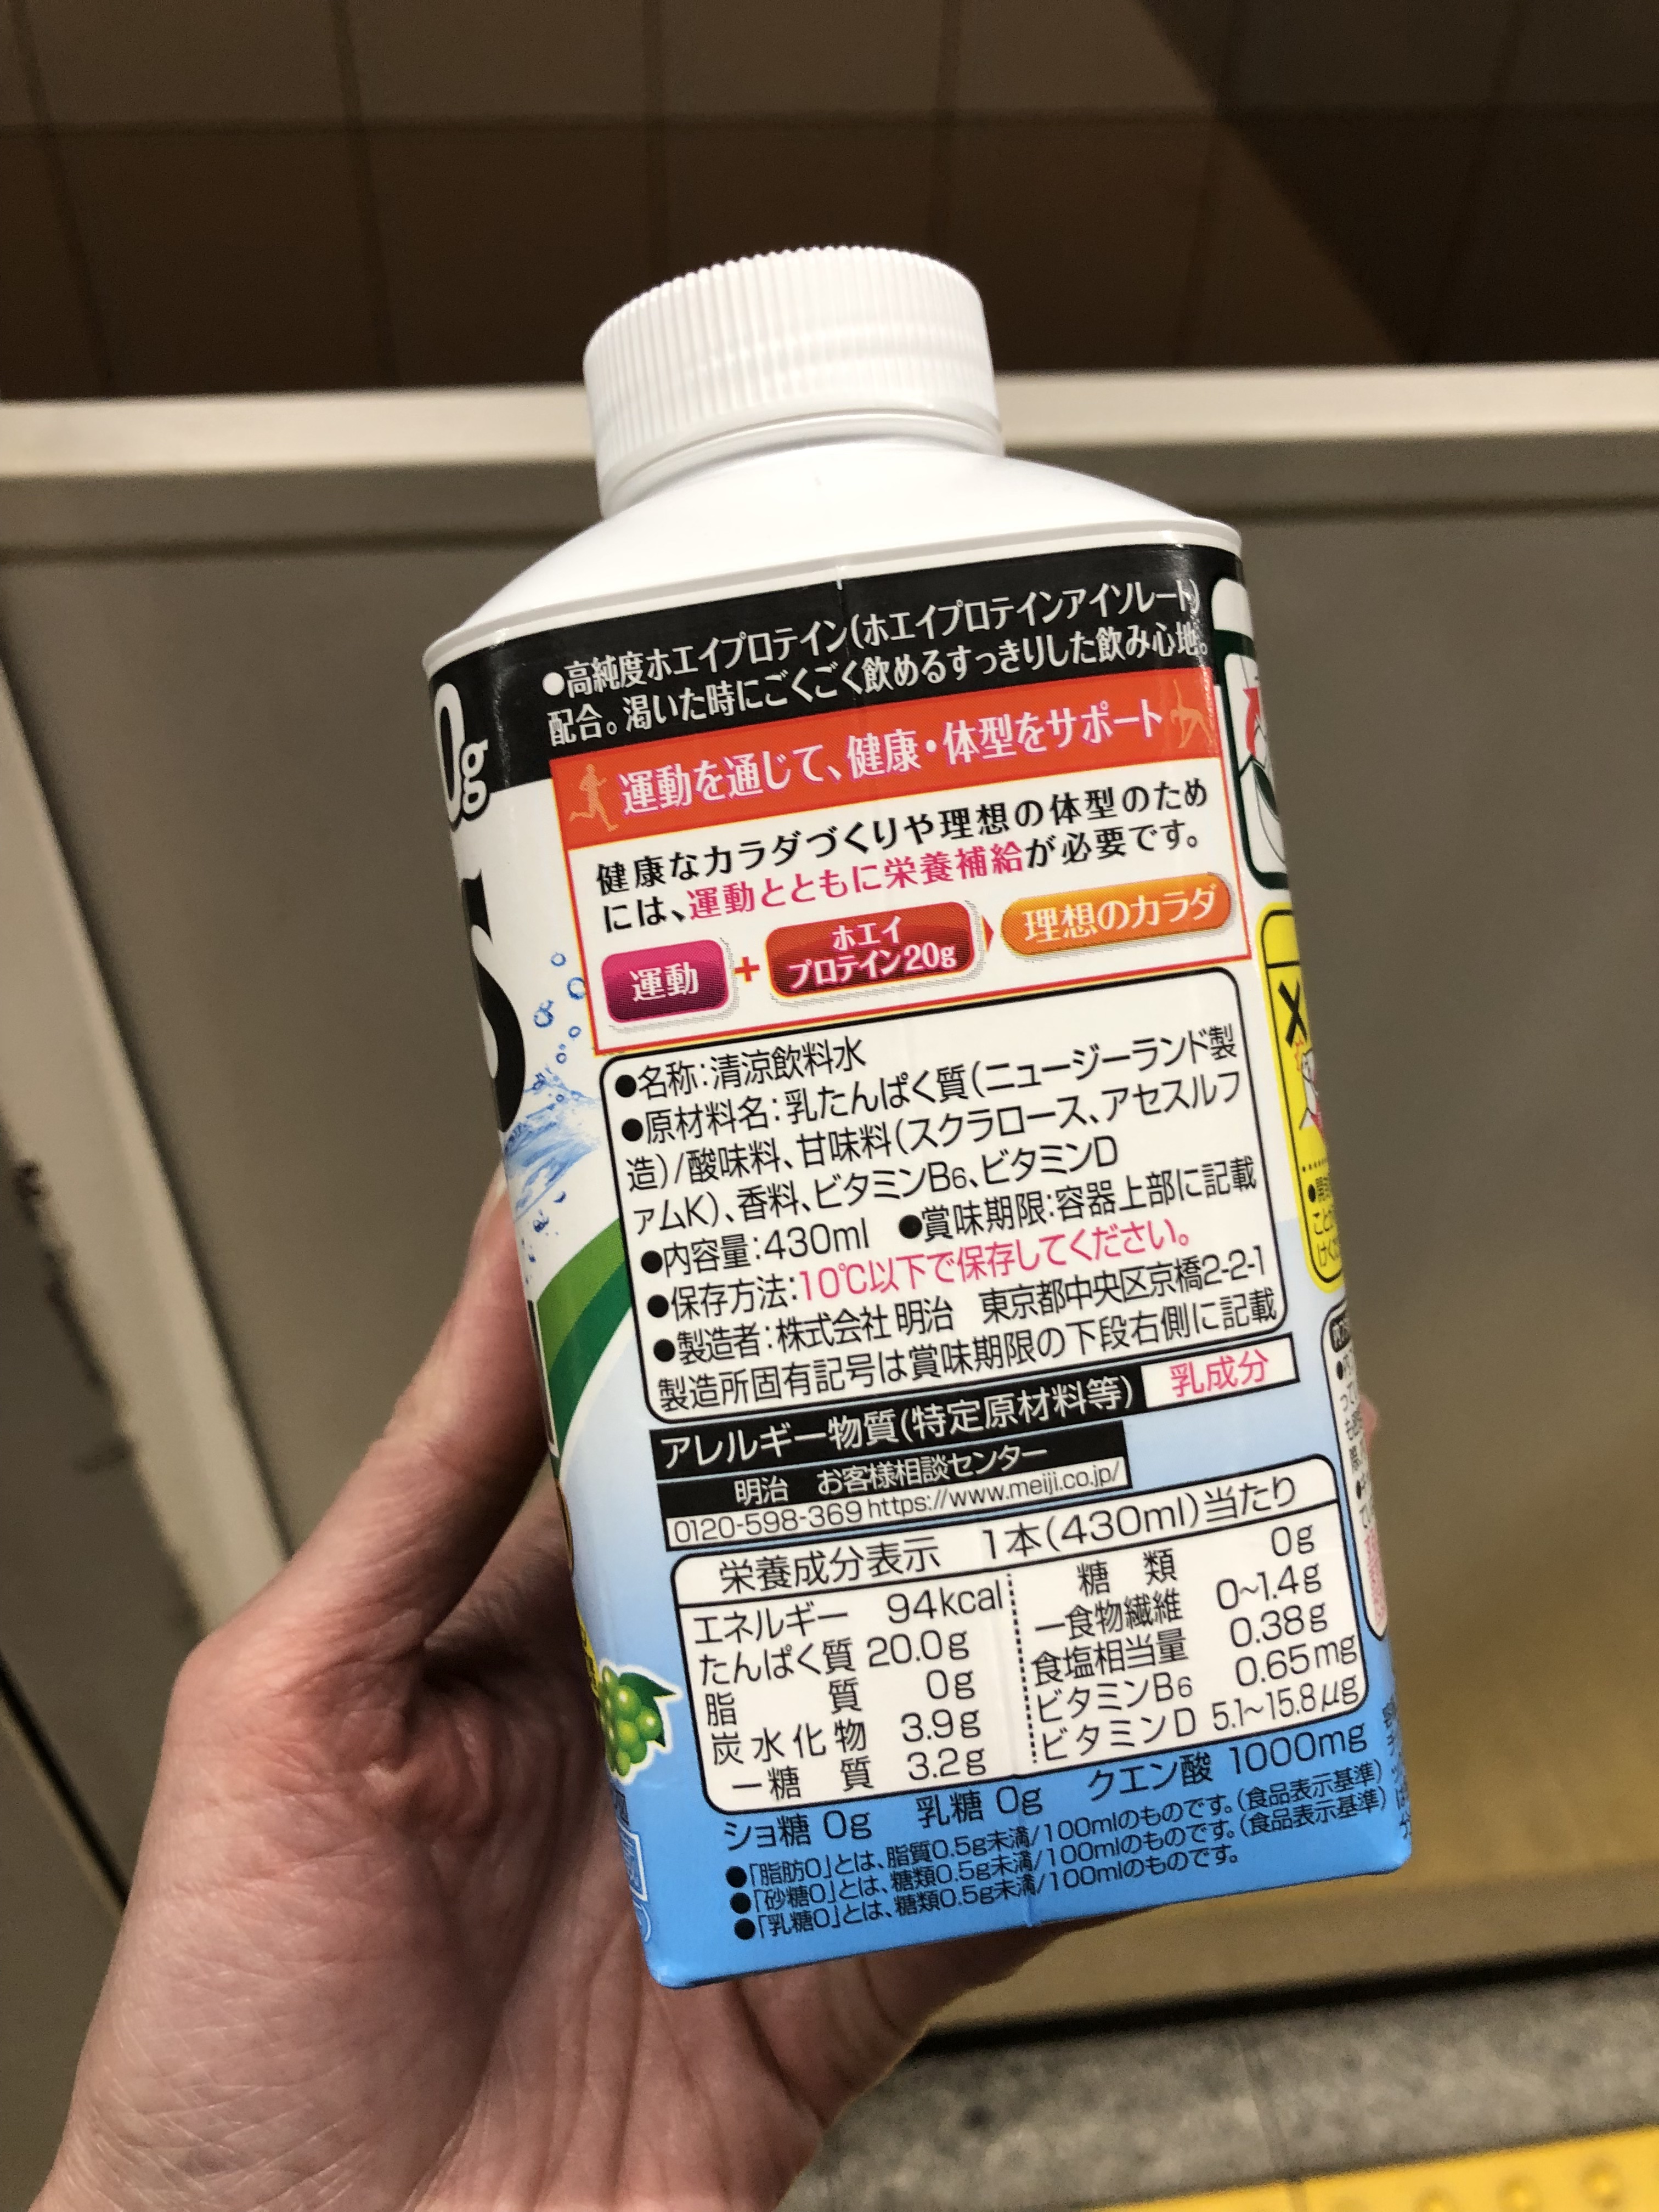 ●高純度ホエイプロテイン(ホエイプロテインアイソレート)
配合。渇いた時にごくごく飲めるすっきりした飲み心地。
0g
運動を通じて、健康・体型をサポート
健康なカラダづくりや理想の体型のため
には、運動とともに栄養補給が必要です。
運動 + ホエイ
プロテイン20g 理想のカラダ
S
●名称:清涼飲料水
●原材料名:乳たんぱく質(ニュージーランド製
造)/酸味料、甘味料(スクラロース、アセスルフ
ァムK)、香料、ビタミンB6、ビタミンD
●内容量:430ml ●賞味期限:容器上部に記載
●保存方法:10℃以下で保存してください。
●製造者:株式会社 明治 東京都中央区京橋2-2-1
製造所固有記号は賞味期限の下段右側に記載
アレルギー物質(特定原材料等) 乳成分
明治 お客様相談センター
0120-598-369 https://www.meiji.co.jp/
栄養成分表示 1本(430ml)当たり
エネルギー 94kcal
たんぱく質 20.0g
脂質 0g
炭水化物 3.9g
ー糖質 3.2g
糖類 0g
ー食物繊維 0~1.4g
食塩相当量 0.38g
ビタミンB6 0.65mg
ビタミンD 5.1~15.8μg
ショ糖 0g 乳糖 0g クエン酸 1000mg
●「脂肪0」とは、脂質0.5g未満/100mlのものです。(食品表示基準)
●「砂糖0」とは、糖類0.5g未満/100mlのものです。(食品表示基準)
●「乳糖0」とは、糖類0.5g未満/100mlのものです。